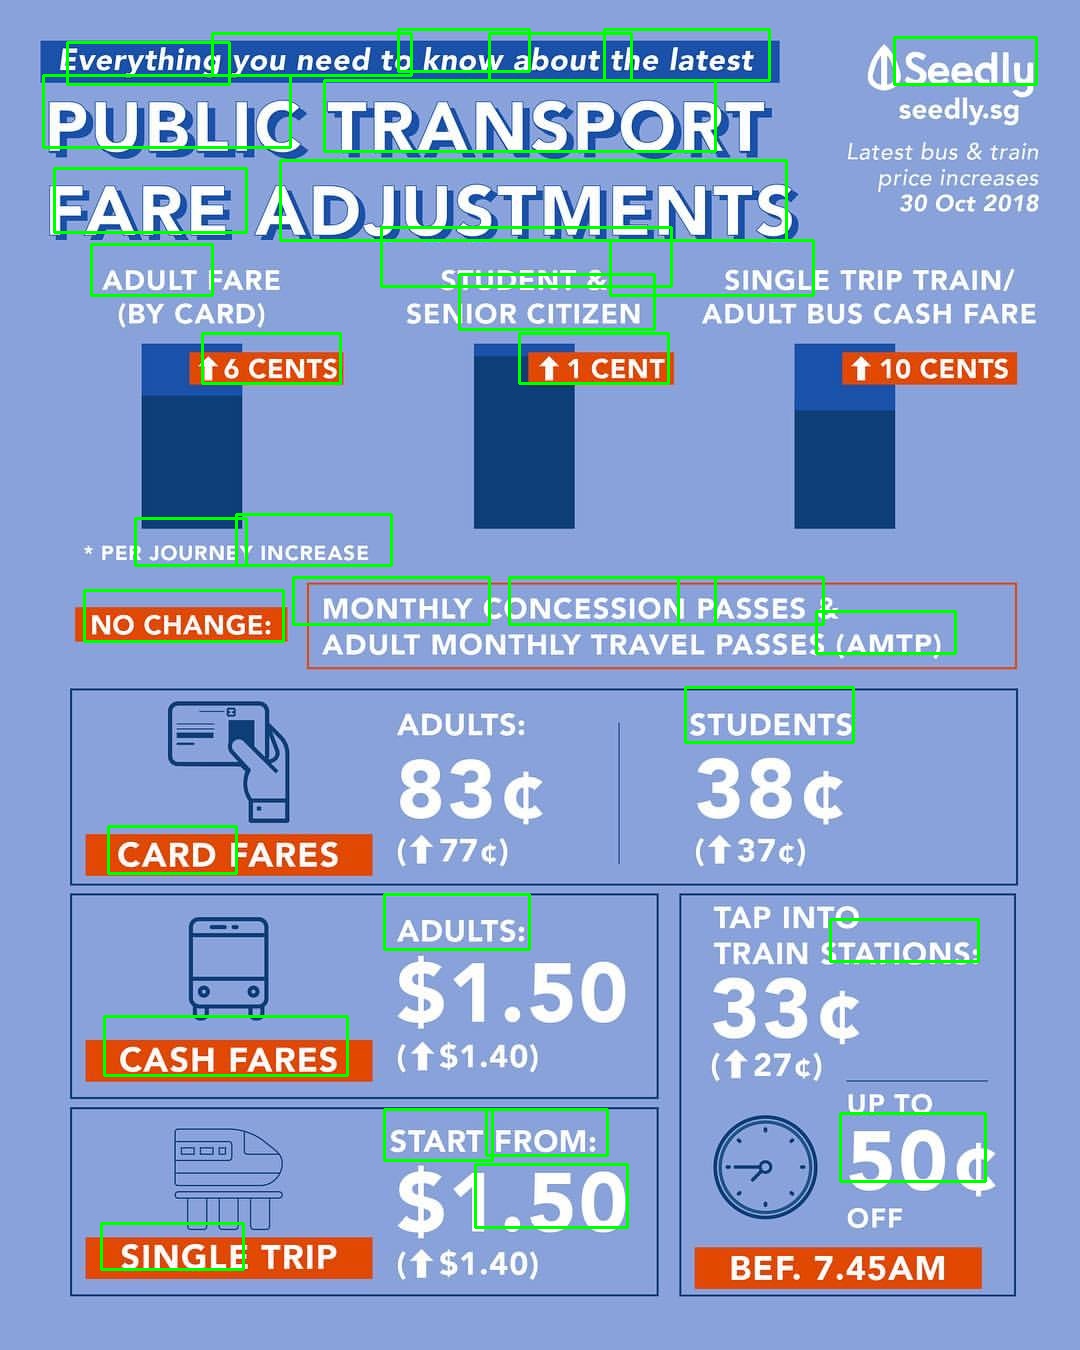 Everything you need to know about the latest
PUBLIC TRANSPORT
FARE ADJUSTMENTS
Seedly
seedly.sg
Latest bus & train
price increases
30 Oct 2018
ADULT FARE
(BY CARD)
6 CENTS
STUDENT &
SENIOR CITIZEN
1 CENT
SINGLE TRIP TRAIN/
ADULT BUS CASH FARE
10 CENTS
* PER JOURNEY INCREASE
NO CHANGE:
MONTHLY CONCESSION PASSES &
ADULT MONTHLY TRAVEL PASSES (AMTP)
CARD FARES
ADULTS:
83¢
(⬆77¢)
STUDENTS
38¢
(⬆37¢)
CASH FARES
ADULTS:
$1.50
(⬆$1.40)
SINGLE TRIP
START FROM:
$1.50
(⬆$1.40)
TAP INTO
TRAIN STATIONS:
33¢
(⬆27¢)
UP TO
50¢
OFF
BEF. 7.45AM